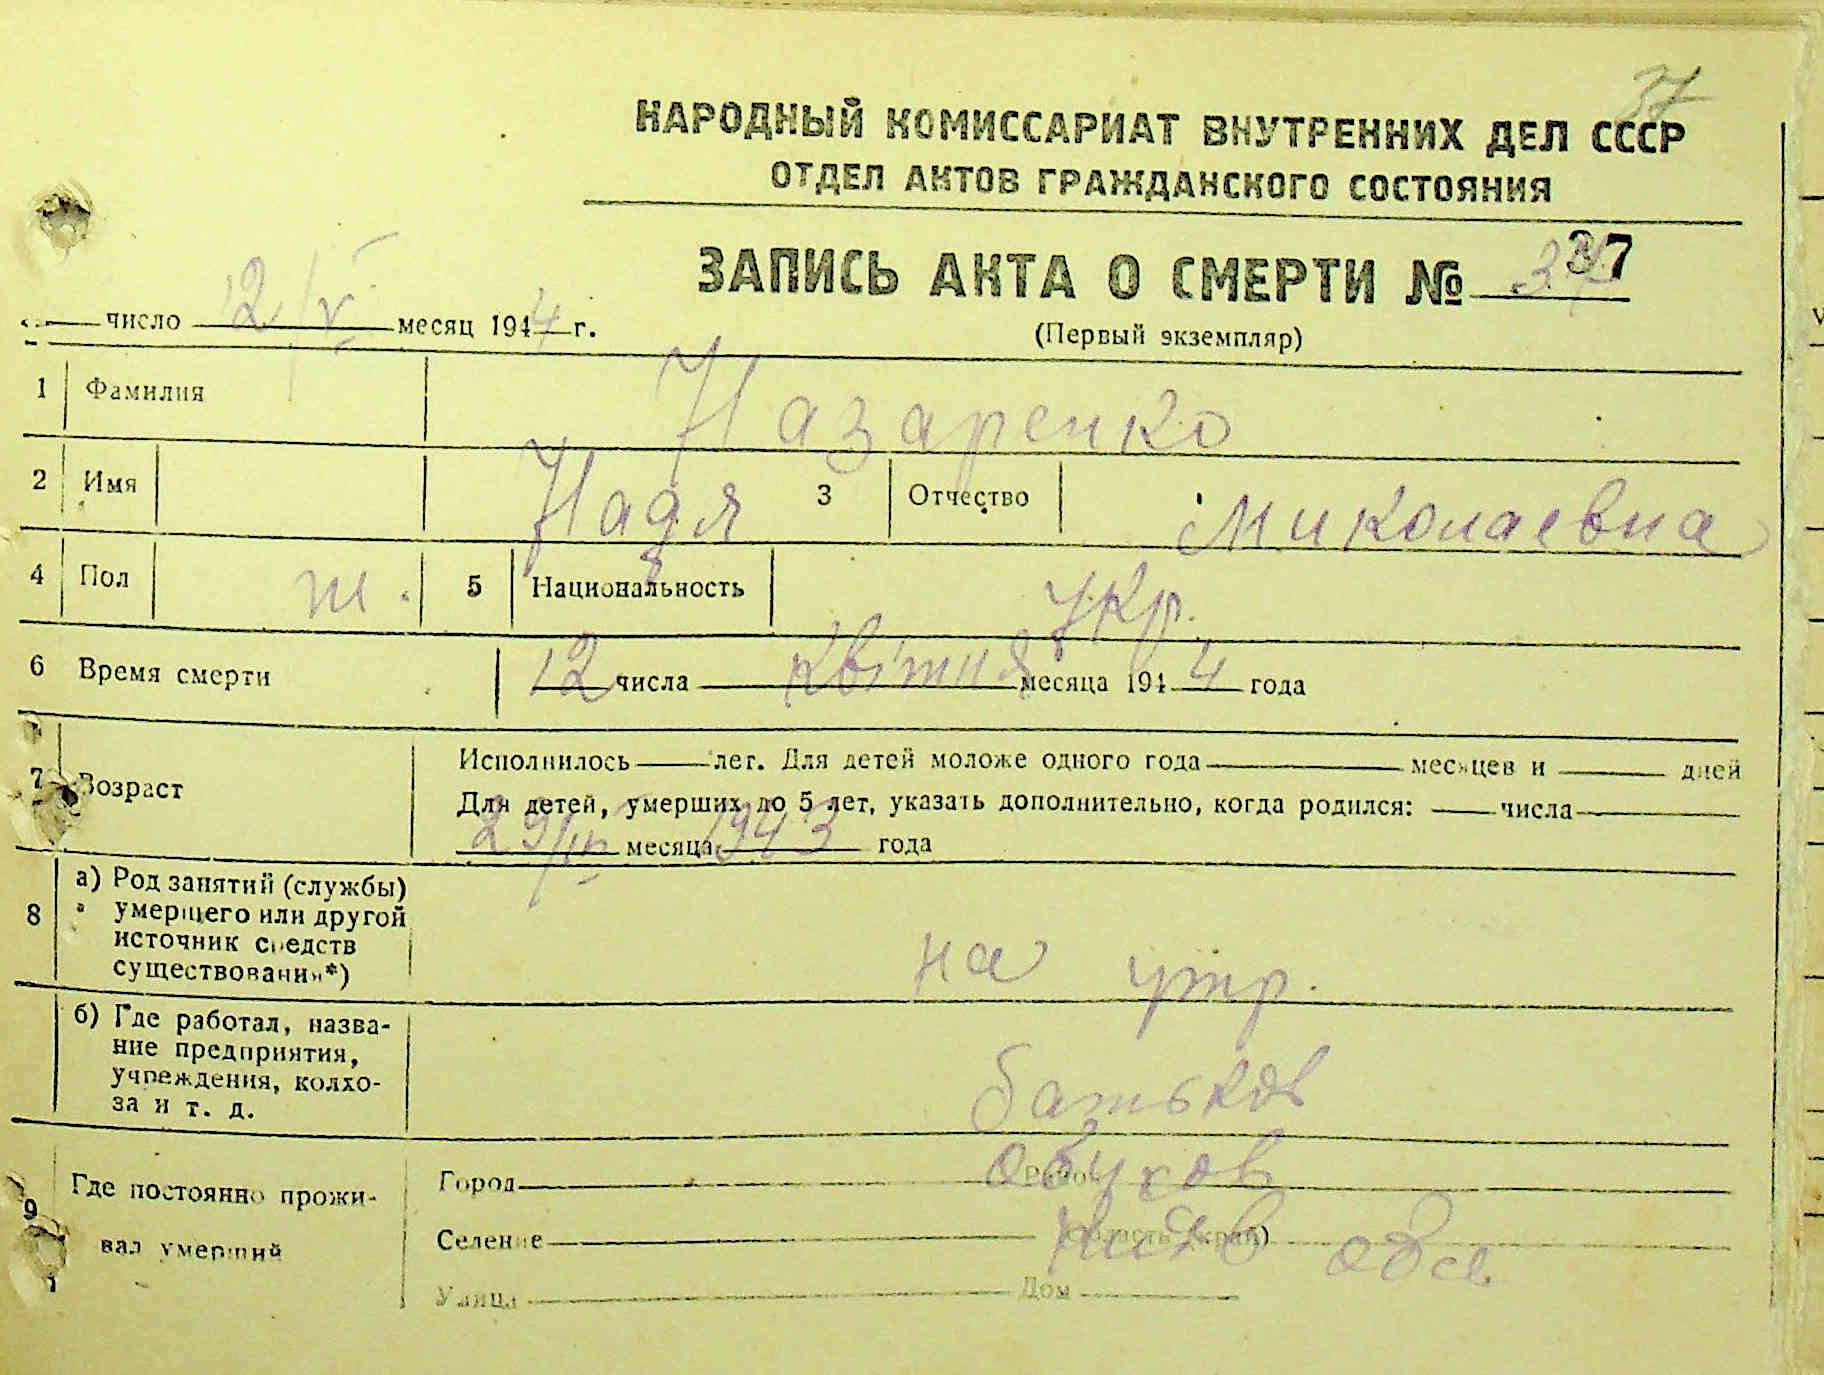 37
НАРОДНЫЙ КОМИССАРИАТ ВНУТРЕННИХ ДЕЛ СССР
ОТДЕЛ АКТОВ ГРАЖДАНСКОГО СОСТОЯНИЯ
ЗАПИСЬ АКТА О СМЕРТИ № 37 37
число 12/V месяц 1944 г.
(Первый экземпляр)
1 Фамилия Назаренко
2 Имя Надя 3 Отчество Миколаевна
4 Пол ж. 5 Национальность укр.
6 Время смерти 12 числа квітня месяца 1944 года
7 Возраст Исполнилось лет. Для детей моложе одного года месяцев и дней
Для детей, умерших до 5 лет, указать дополнительно, когда родился: числа
29/ месяца 1943 года
8 а) Род занятий (службы) умершего или другой источник средств существования*) на утр.
б) Где работал, название предприятия, учреждения, колхоза и т. д. батьков
9 Где постоянно проживал умерший
Город Район Обухов
Селение область (край) Київ обл
Улица Дом